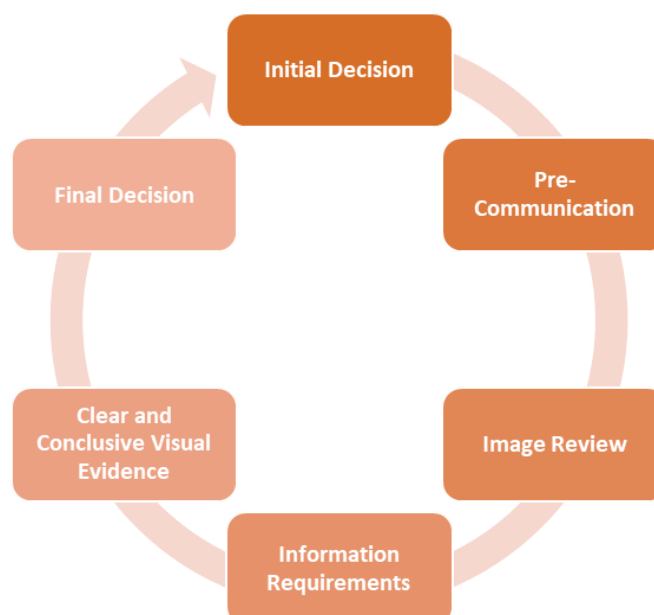 Initial Decision
Pre-
Communication
Image Review
Information
Requirements
Clear and
Conclusive Visual
Evidence
Final Decision